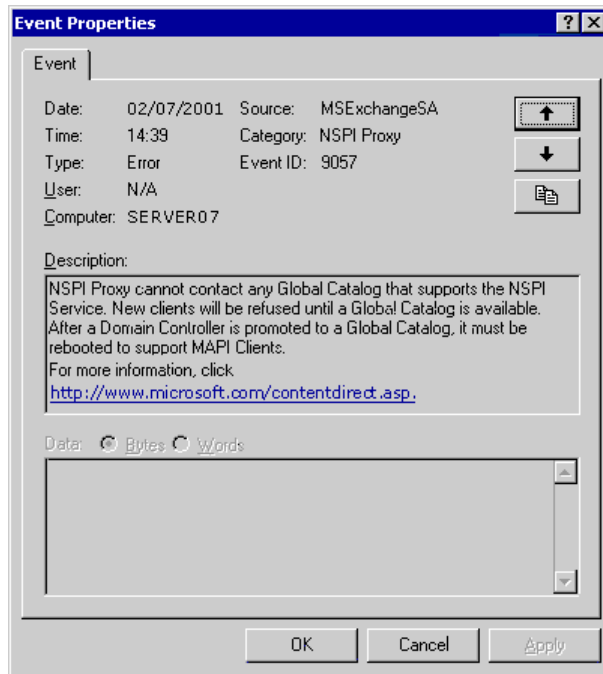 Event Properties
Event
Date: 02/07/2001 Source: MSExchangeSA
Time: 14:39 Category: NSPI Proxy
Type: Error Event ID: 9057
User: N/A
Computer: SERVER07
Description:
NSPI Proxy cannot contact any Global Catalog that supports the NSPI
Service. New clients will be refused until a Global Catalog is available.
After a Domain Controller is promoted to a Global Catalog, it must be
rebooted to support MAPI Clients.
For more information, click
http://www.microsoft.com/contentdirect.asp.
Data: Bytes Words
OK Cancel Apply